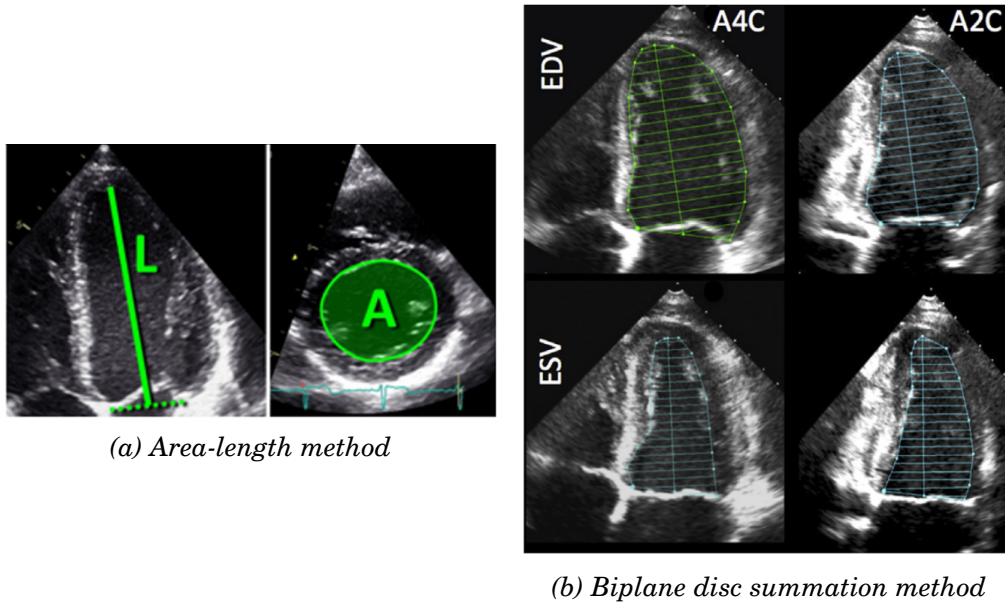 L
A
(a) Area-length method
EDV
A4C
A2C
ESV
(b) Biplane disc summation method